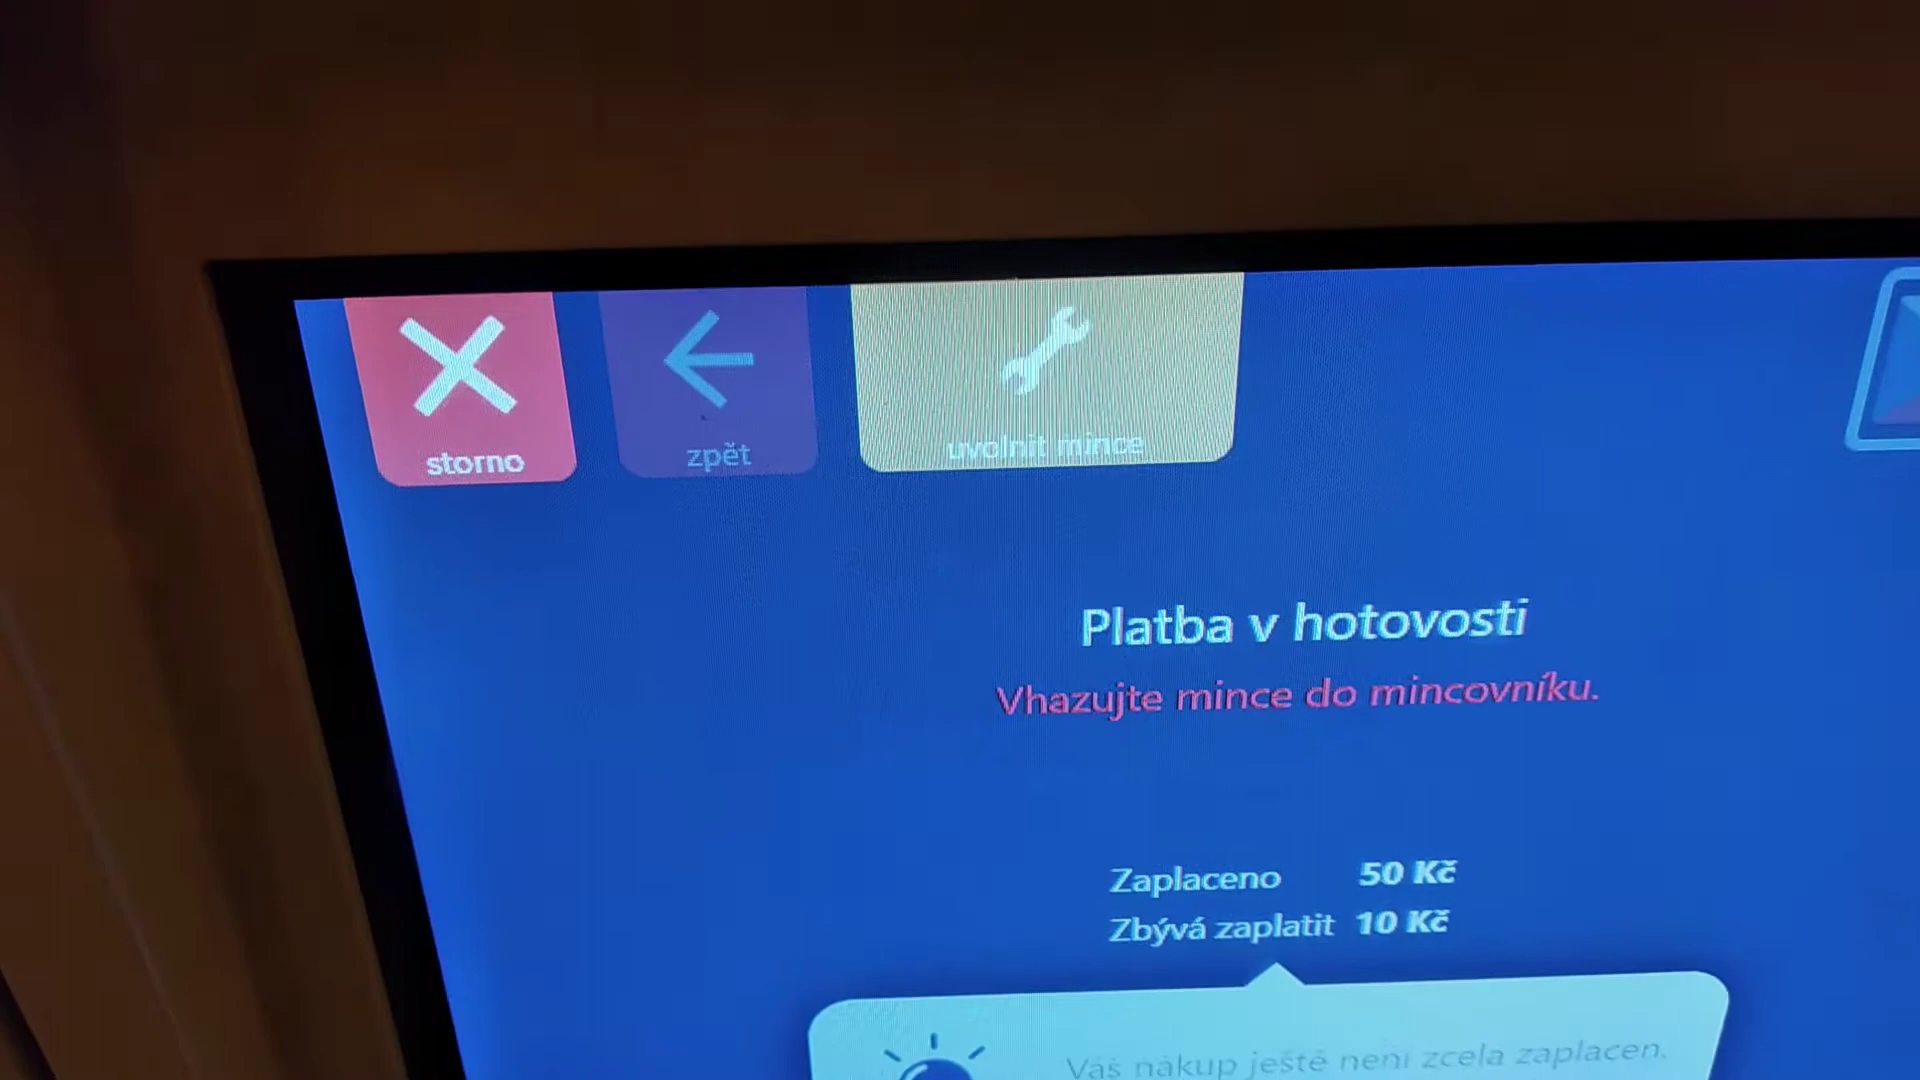 storno
zpět
uvolnit mince
Platba v hotovosti
Vhazujte mince do mincovníku.
Zaplaceno 50 Kč
Zbývá zaplatit 10 Kč
Váš nákup ještě není zcela zaplacen.